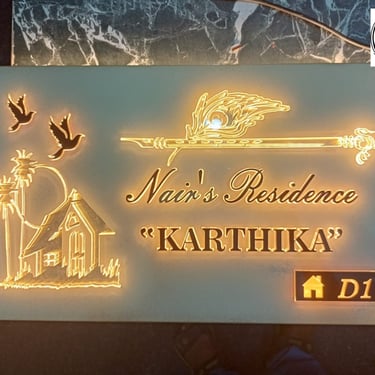 Nair's Residence
“KARTHIKA”
D1